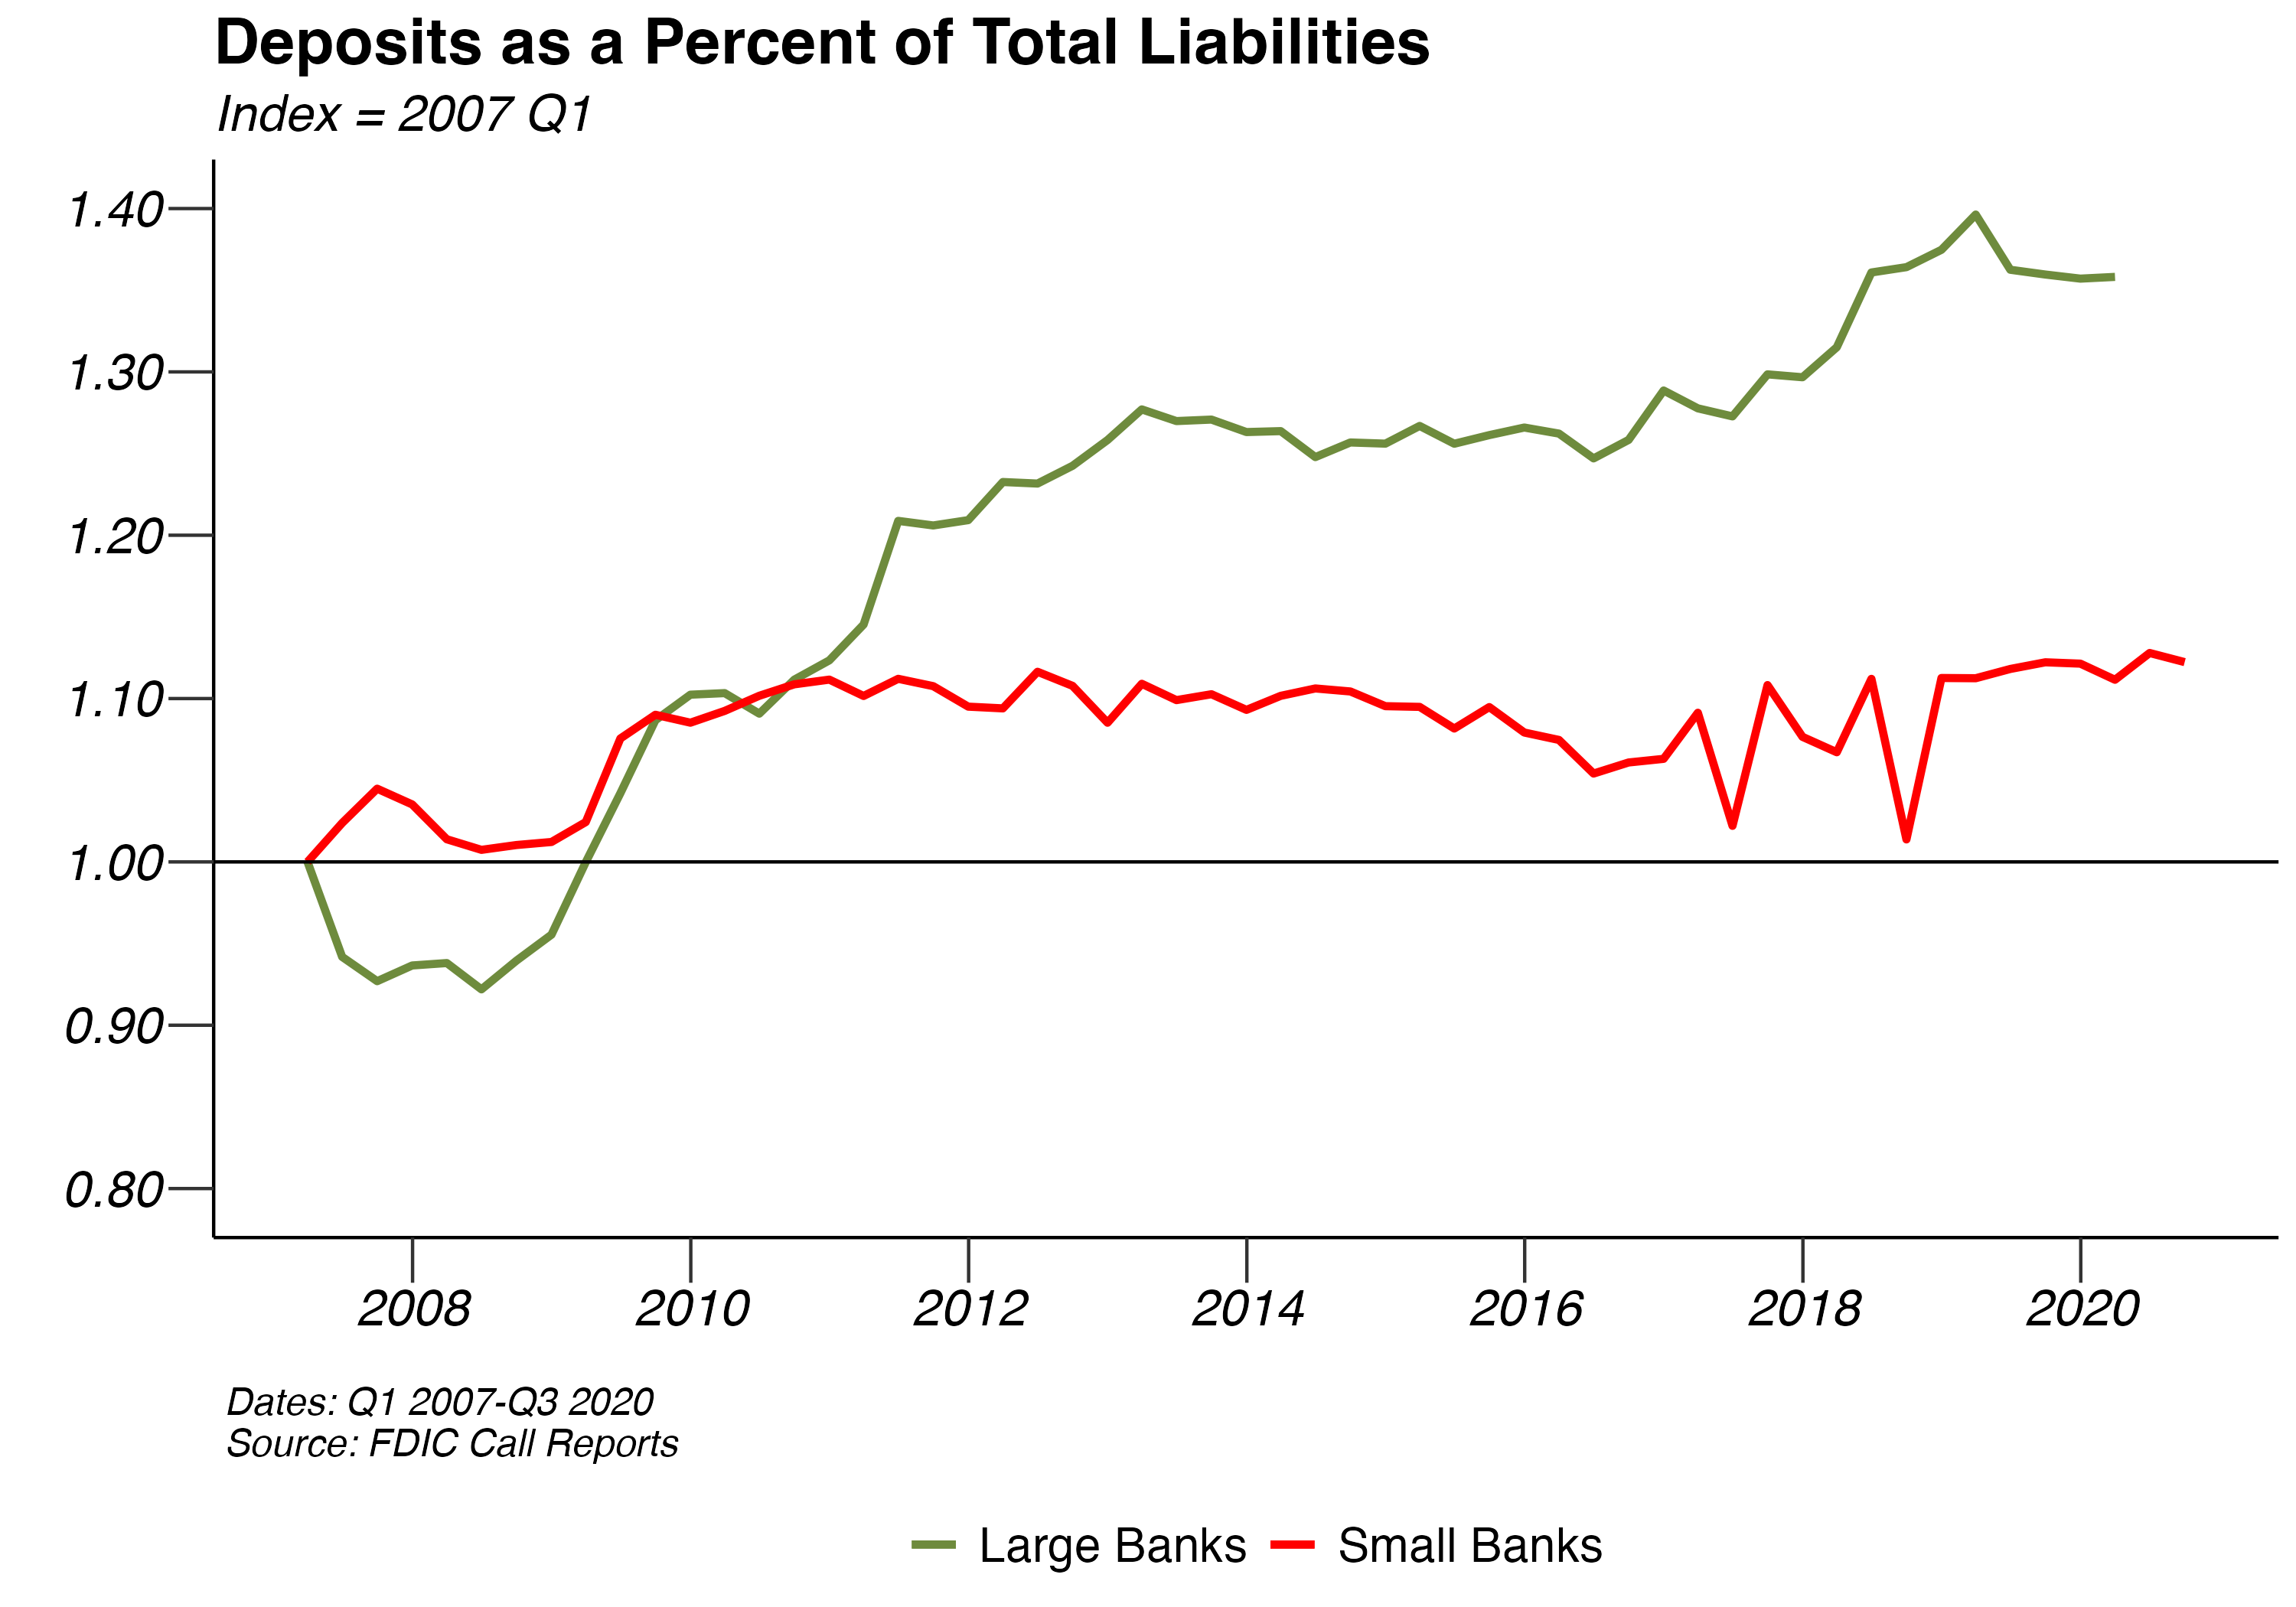 Deposits as a Percent of Total Liabilities
Index = 2007 Q1
1.40
1.30
1.20
1.10
1.00
0.90
0.80
2008 2010 2012 2014 2016 2018 2020
Dates: Q1 2007-Q3 2020
Source: FDIC Call Reports
Large Banks Small Banks